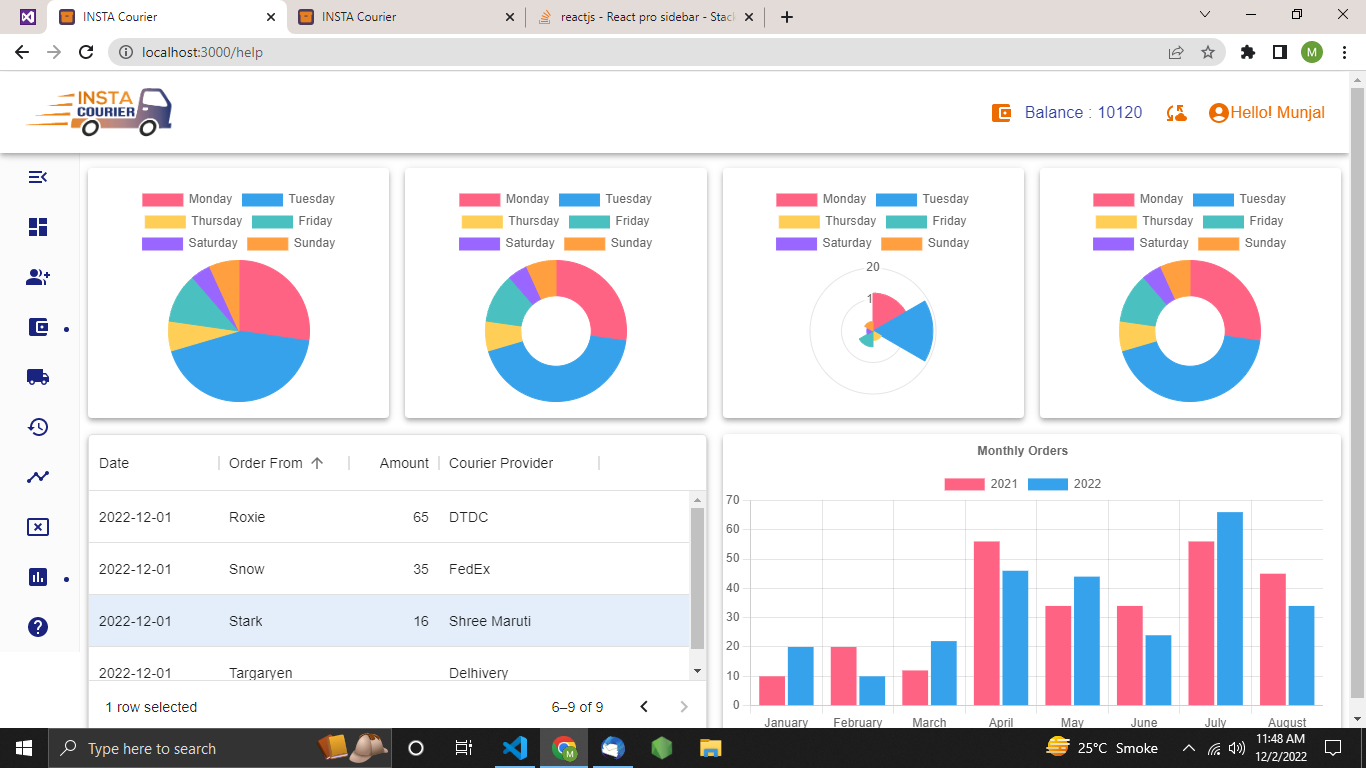 INSTA Courier
INSTA Courier
reactjs - React pro sidebar - Stack
localhost:3000/help
M
INSTA
COURIER
Balance : 10120
Hello! Munjal
Monday Tuesday
Thursday Friday
Saturday Sunday
Monday Tuesday
Thursday Friday
Saturday Sunday
Monday Tuesday
Thursday Friday
Saturday Sunday
20
1
Monday Tuesday
Thursday Friday
Saturday Sunday
Date Order From Amount Courier Provider
2022-12-01 Roxie 65 DTDC
2022-12-01 Snow 35 FedEx
2022-12-01 Stark 16 Shree Maruti
2022-12-01 Targaryen Delhivery
1 row selected 6–9 of 9
Monthly Orders
2021 2022
70
60
50
40
30
20
10
0
January February March April May June July August
Type here to search
M
25°C Smoke
11:48 AM
12/2/2022